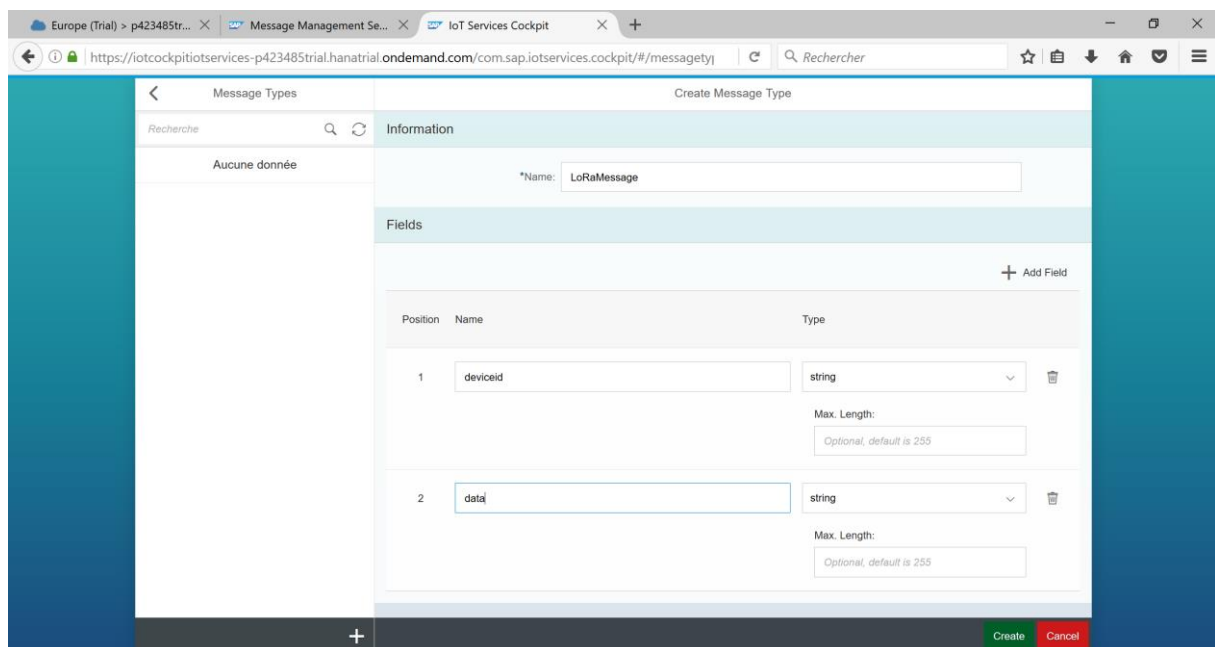 Europe (Trial) > p423485tr... Message Management Se... IoT Services Cockpit
https://iotcockpitiotservices-p423485trial.hanatrial.ondemand.com/com.sap.iotservices.cockpit/#/messagetyp Rechercher
Message Types Create Message Type
Recherche Information
Aucune donnée
*Name: LoRaMessage
Fields
Add Field
Position Name Type
1 deviceid string
Max. Length:
Optional, default is 255
2 data string
Max. Length:
Optional, default is 255
Create Cancel